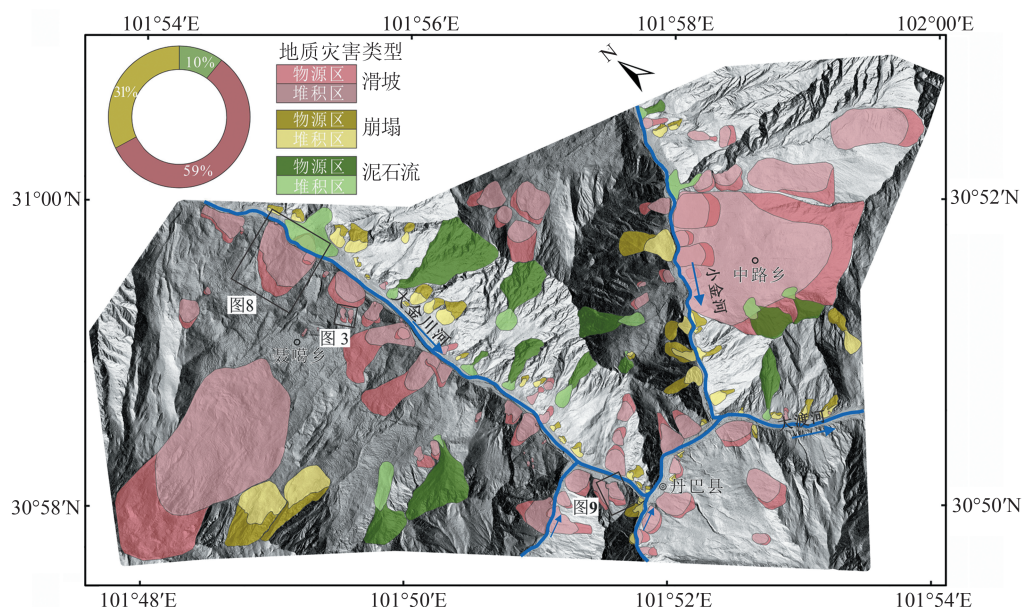 101°54′E
101°56′E
101°58′E
102°00′E
地质灾害类型
10%
31%
59%
物源区
堆积区
滑坡
物源区
堆积区
崩塌
物源区
堆积区
泥石流
N
31°00′N
30°52′N
中路乡
小金河
图8
图 3
大金川河
大渡河
丹巴县
图9
30°58′N
30°50′N
101°48′E
101°50′E
101°52′E
101°54′E